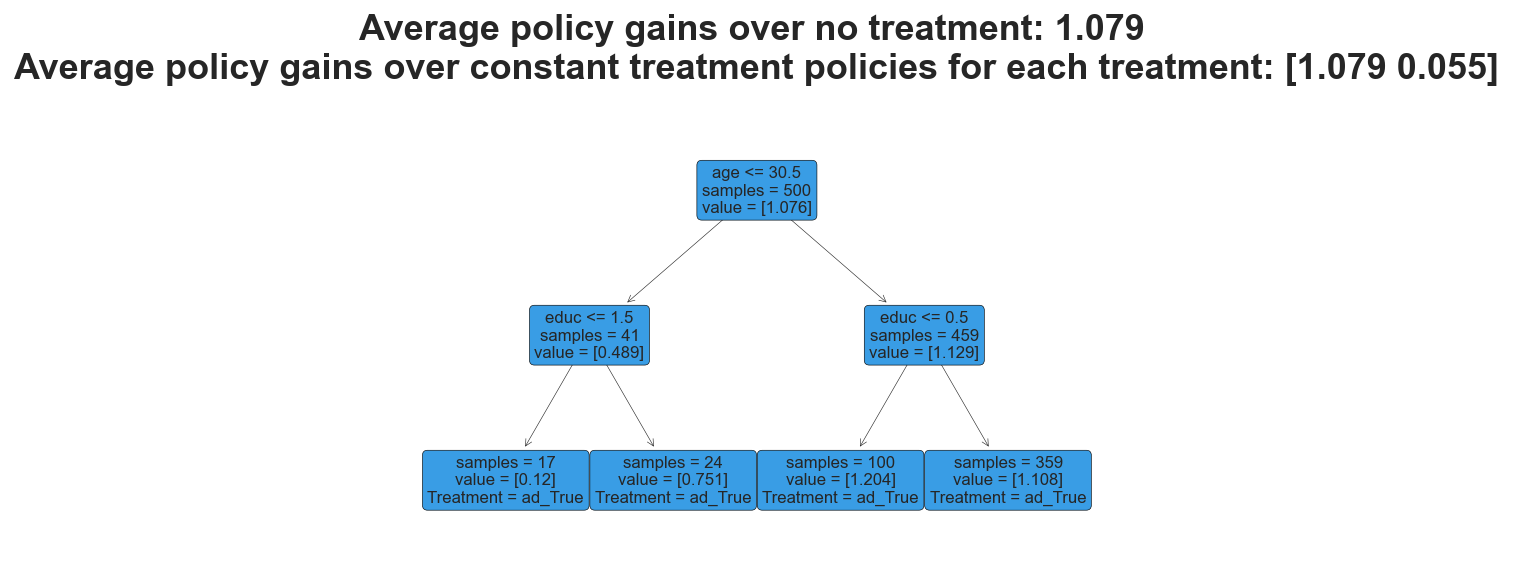 Average policy gains over no treatment: 1.079
Average policy gains over constant treatment policies for each treatment: [1.079 0.055]
age <= 30.5
samples = 500
value = [1.076]
educ <= 1.5
samples = 41
value = [0.489]
educ <= 0.5
samples = 459
value = [1.129]
samples = 17
value = [0.12]
Treatment = ad_True
samples = 24
value = [0.751]
Treatment = ad_True
samples = 100
value = [1.204]
Treatment = ad_True
samples = 359
value = [1.108]
Treatment = ad_True